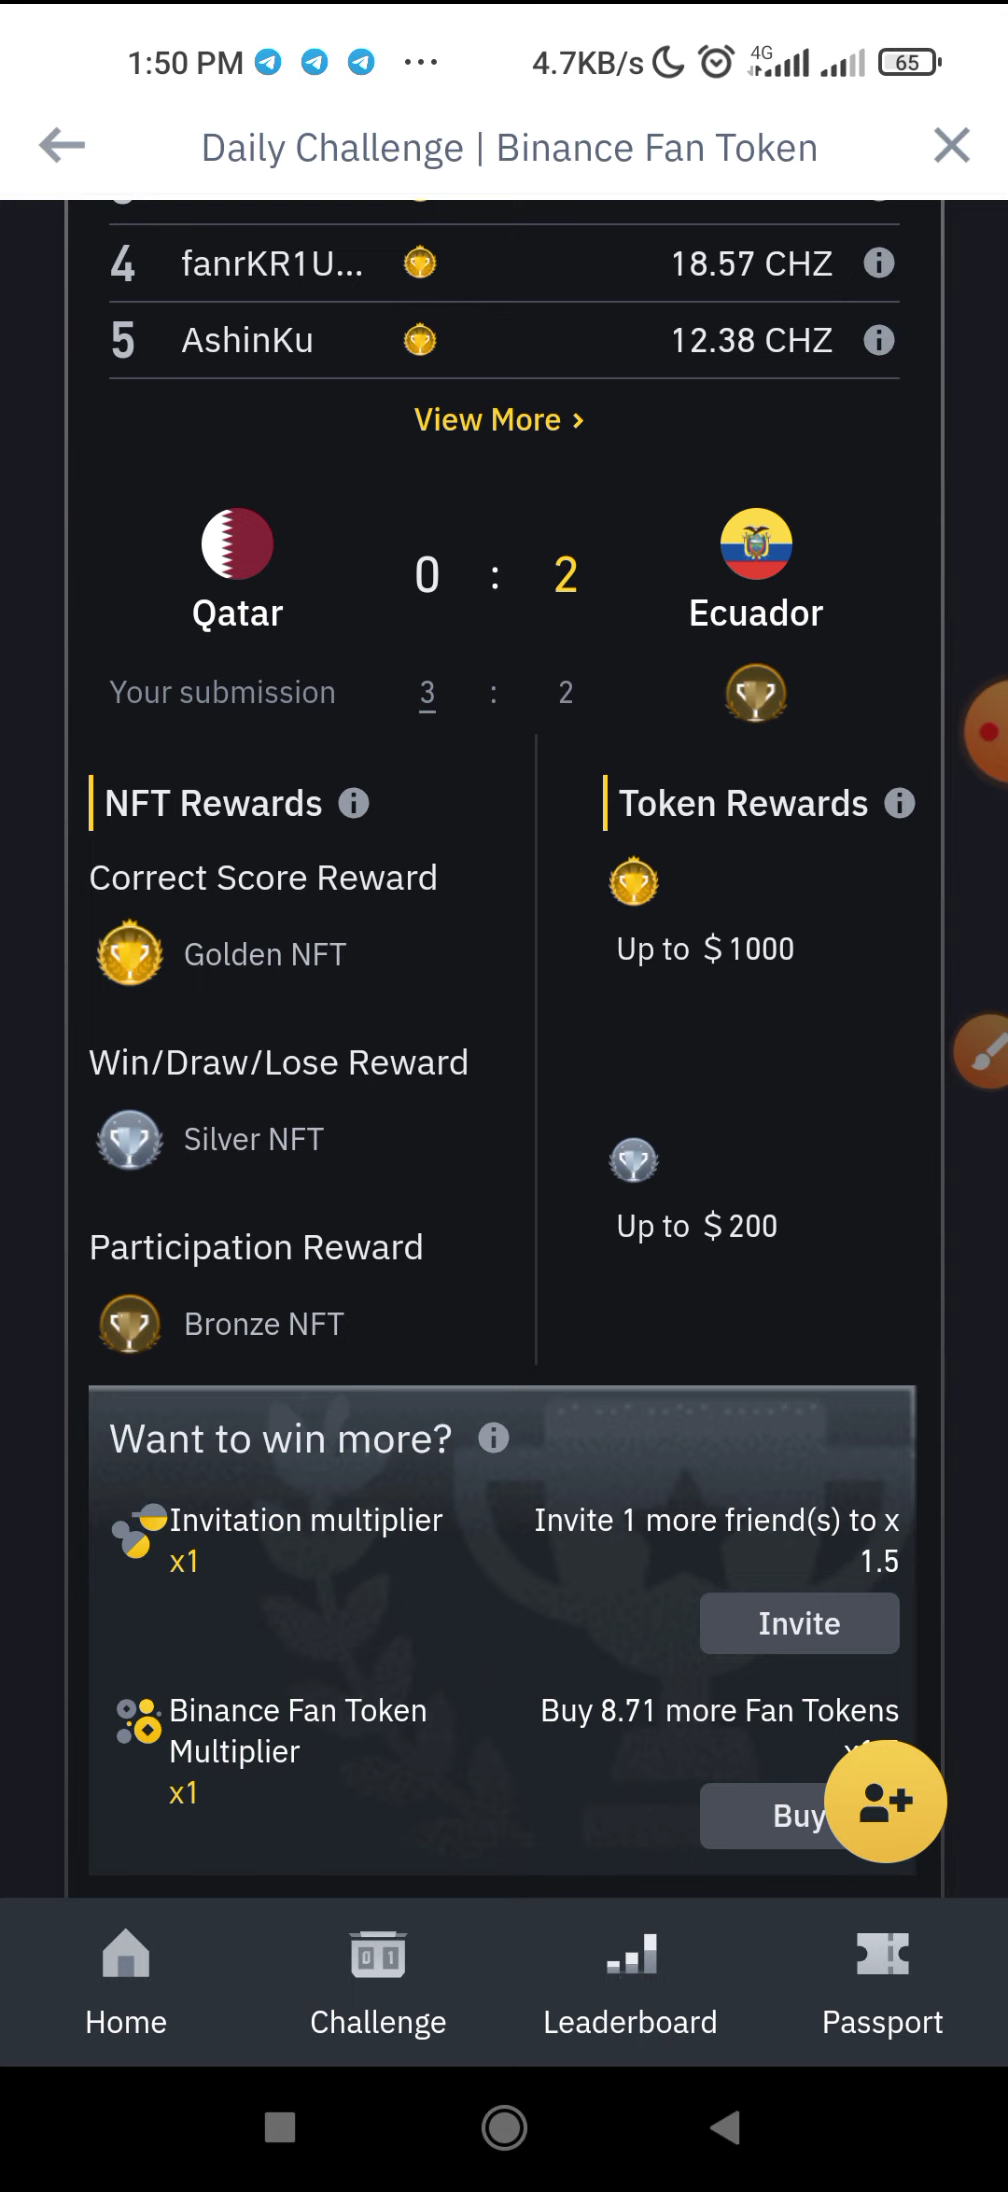 1:50 PM ... 4.7KB/s 4G 65
Daily Challenge | Binance Fan Token
4 fanrKR1U... 18.57 CHZ
5 AshinKu 12.38 CHZ
View More >
0 : 2
Qatar Ecuador
Your submission 3 : 2
NFT Rewards Token Rewards
Correct Score Reward
Golden NFT Up to $1000
Win/Draw/Lose Reward
Silver NFT
Up to $200
Participation Reward
Bronze NFT
Want to win more?
Invitation multiplier Invite 1 more friend(s) to x
x1 1.5
Invite
Binance Fan Token Buy 8.71 more Fan Tokens
Multiplier
x1
Buy
Home Challenge Leaderboard Passport